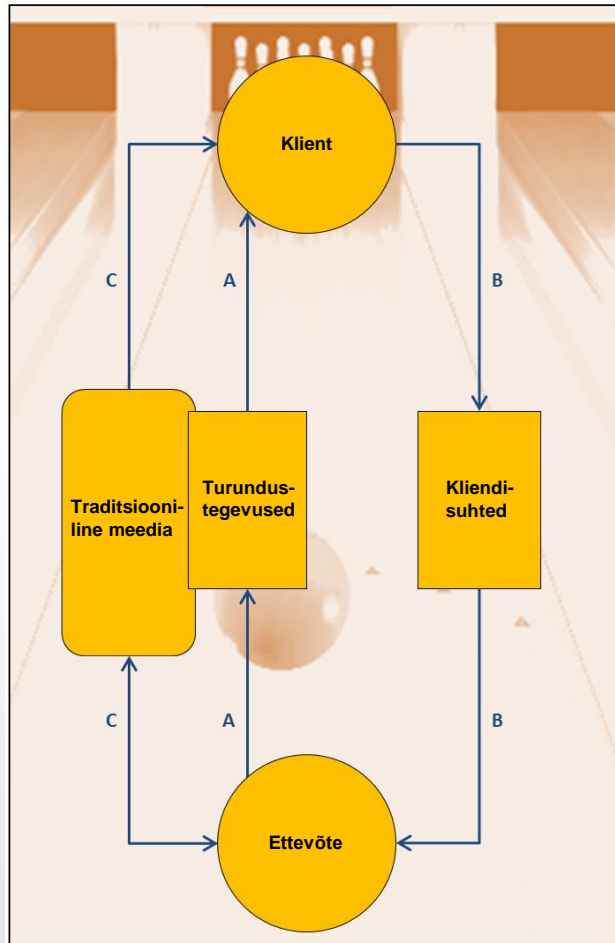 Klient
C
A
B
Traditsiooni-
line meedia
Turundus-
tegevused
Kliendi-
suhted
C
A
B
Ettevõte